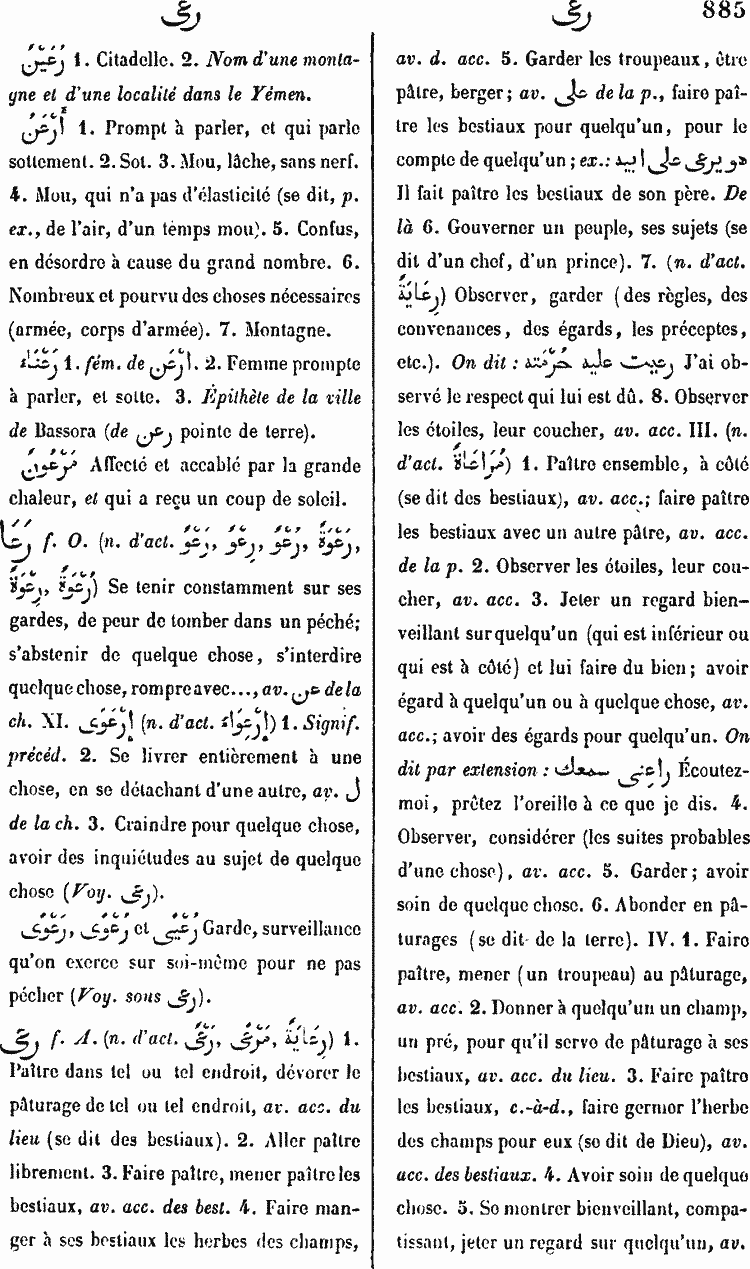 رعى
رعى 885
رُعَيْنٌ 1. Citadelle. 2. Nom d'une monta-
gne et d'une localité dans le Yémen.
أَرْعَنُ 1. Prompt à parler, et qui parle
sottement. 2. Sot. 3. Mou, lâche, sans nerf.
4. Mou, qui n'a pas d'élasticité (se dit, p.
ex., de l'air, d'un temps mou). 5. Confus,
en désordre à cause du grand nombre. 6.
Nombreux et pourvu des choses nécessaires
(armée, corps d'armée). 7. Montagne.
رَعْنَاءُ 1. fém. de أَرْعَنُ. 2. Femme prompte
à parler, et sotte. 3. Épithète de la ville
de Bassora (de رعن pointe de terre).
مَرْعُونٌ Affecté et accablé par la grande
chaleur, et qui a reçu un coup de soleil.
رَعَا f. O. (n. d'act. رَعْوٌ, رِعْوٌ, رُعْوٌ, رَعْوَةٌ,
رِعْوَةٌ, رُعْوَةٌ) Se tenir constamment sur ses
gardes, de peur de tomber dans un péché;
s'abstenir de quelque chose, s'interdire
quelque chose, rompre avec..., av. عن de la
ch. XI. إِرْعَوَى (n. d'act. إِرْعِوَاءٌ) 1. Signif.
précéd. 2. Se livrer entièrement à une
chose, en se détachant d'une autre, av. ل
de la ch. 3. Craindre pour quelque chose,
avoir des inquiétudes au sujet de quelque
chose (Voy. رعى).
رَعْوَى, رُعْوَى et رُعْيَى Garde, surveillance
qu'on exerce sur soi-même pour ne pas
pécher (Voy. sous رعى).
رعى f. A. (n. d'act. رَعْىٌ, مَرْعًى, رِعَايَةٌ) 1.
Paître dans tel ou tel endroit, dévorer le
pâturage de tel ou tel endroit, av. acc. du
lieu (se dit des bestiaux). 2. Aller paître
librement. 3. Faire paître, mener paître les
bestiaux, av. acc. des best. 4. Faire man-
ger à ses bestiaux les herbes des champs,
av. d. acc. 5. Garder les troupeaux, être
pâtre, berger; av. على de la p., faire paî-
tre les bestiaux pour quelqu'un, pour le
compte de quelqu'un; ex.: هو يرعى على ابيه
Il fait paître les bestiaux de son père. De
là 6. Gouverner un peuple, ses sujets (se
dit d'un chef, d'un prince). 7. (n. d'act.
رِعَايَةٌ) Observer, garder (des règles, des
convenances, des égards, les préceptes,
etc.). On dit : رعيت عليه حُرْمَتَهُ J'ai ob-
servé le respect qui lui est dû. 8. Observer
les étoiles, leur coucher, av. acc. III. (n.
d'act. مُرَاعَاةٌ) 1. Paître ensemble, à côté
(se dit des bestiaux), av. acc.; faire paître
les bestiaux avec un autre pâtre, av. acc.
de la p. 2. Observer les étoiles, leur cou-
cher, av. acc. 3. Jeter un regard bien-
veillant sur quelqu'un (qui est inférieur ou
qui est à côté) et lui faire du bien; avoir
égard à quelqu'un ou à quelque chose, av.
acc.; avoir des égards pour quelqu'un. On
dit par extension : رَاعِنِى سمعك Écoutez-
moi, prêtez l'oreille à ce que je dis. 4.
Observer, considérer (les suites probables
d'une chose), av. acc. 5. Garder; avoir
soin de quelque chose. 6. Abonder en pâ-
turages (se dit de la terre). IV. 1. Faire
paître, mener (un troupeau) au pâturage,
av. acc. 2. Donner à quelqu'un un champ,
un pré, pour qu'il serve de pâturage à ses
bestiaux, av. acc. du lieu. 3. Faire paître
les bestiaux, c.-à-d., faire germer l'herbe
des champs pour eux (se dit de Dieu), av.
acc. des bestiaux. 4. Avoir soin de quelque
chose. 5. Se montrer bienveillant, compa-
tissant, jeter un regard sur quelqu'un, av.